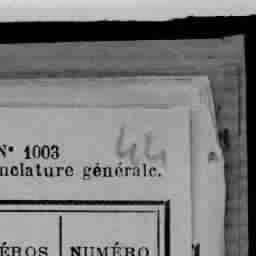 N° 1003
44
nclature générale.
ÉROS NUMÉRO